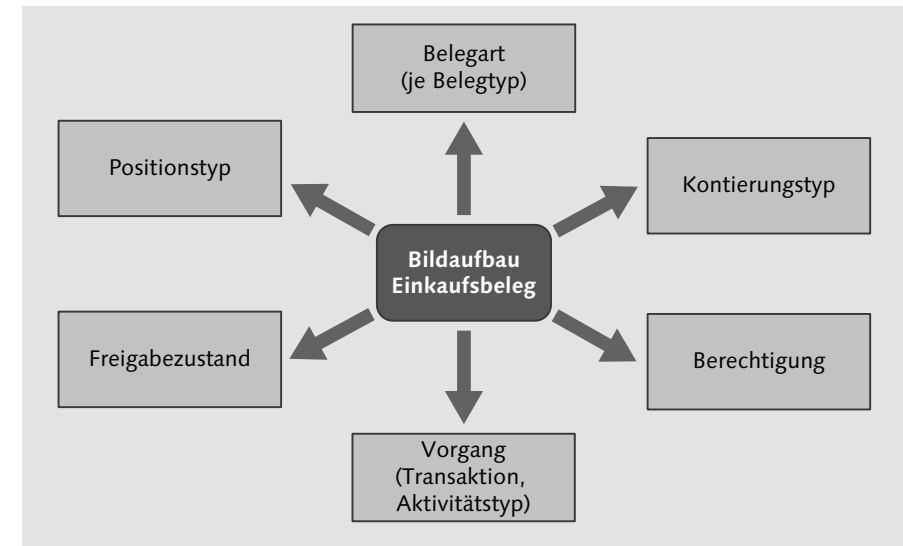 Belegart
(je Belegtyp)
Positionstyp
Kontierungstyp
Bildaufbau
Einkaufsbeleg
Freigabezustand
Berechtigung
Vorgang
(Transaktion,
Aktivitätstyp)